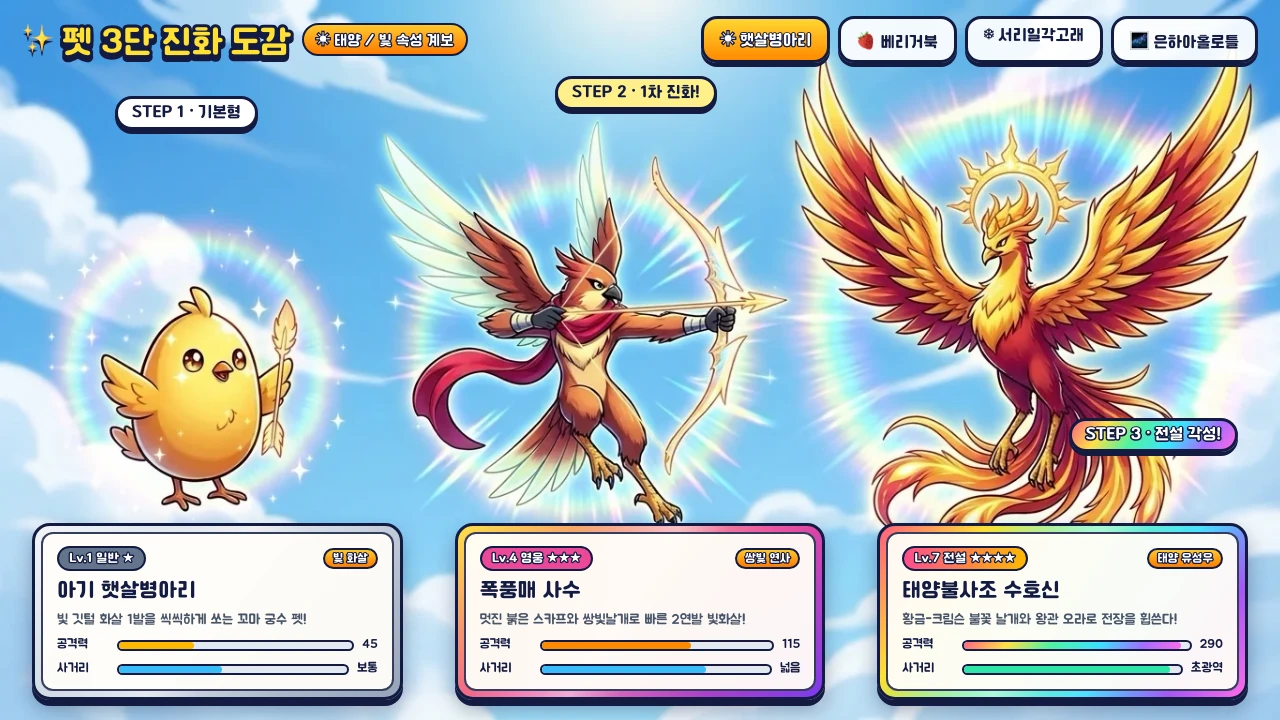 ✨ 펫 3단 진화 도감
☀ 태양 / 빛 속성 계보
☀ 햇살병아리
🍓 베리거북
❄ 서리일각고래
🌌 은하아홀로틀
STEP 1 · 기본형
STEP 2 · 1차 진화!
STEP 3 · 전설 각성!
Lv.1 일반 ★
빛 화살
아기 햇살병아리
빛 깃털 화살 1발을 씩씩하게 쏘는 꼬마 궁수 펫!
공격력 45
사거리 보통
Lv.4 영웅 ★★★
쌍빛 연사
폭풍매 사수
멋진 붉은 스카프와 쌍빛날개로 빠른 2연발 빛화살!
공격력 115
사거리 넓음
Lv.7 전설 ★★★★
태양 유성우
태양불사조 수호신
황금-크림슨 불꽃 날개와 왕관 오라로 전장을 휩쓴다!
공격력 290
사거리 초광역